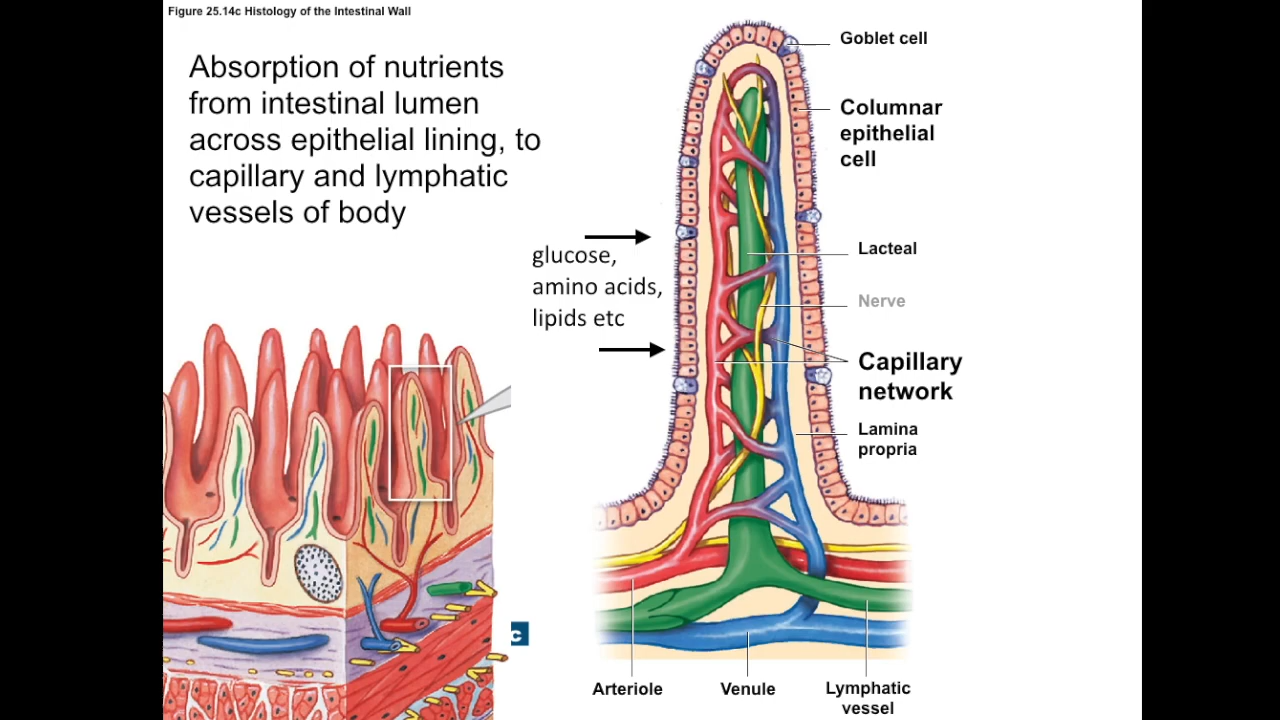 Figure 25.14c Histology of the Intestinal Wall
Absorption of nutrients
from intestinal lumen
across epithelial lining, to
capillary and lymphatic
vessels of body
glucose,
amino acids,
lipids etc
Goblet cell
Columnar
epithelial
cell
Lacteal
Nerve
Capillary
network
Lamina
propria
c
Arteriole
Venule
Lymphatic
vessel